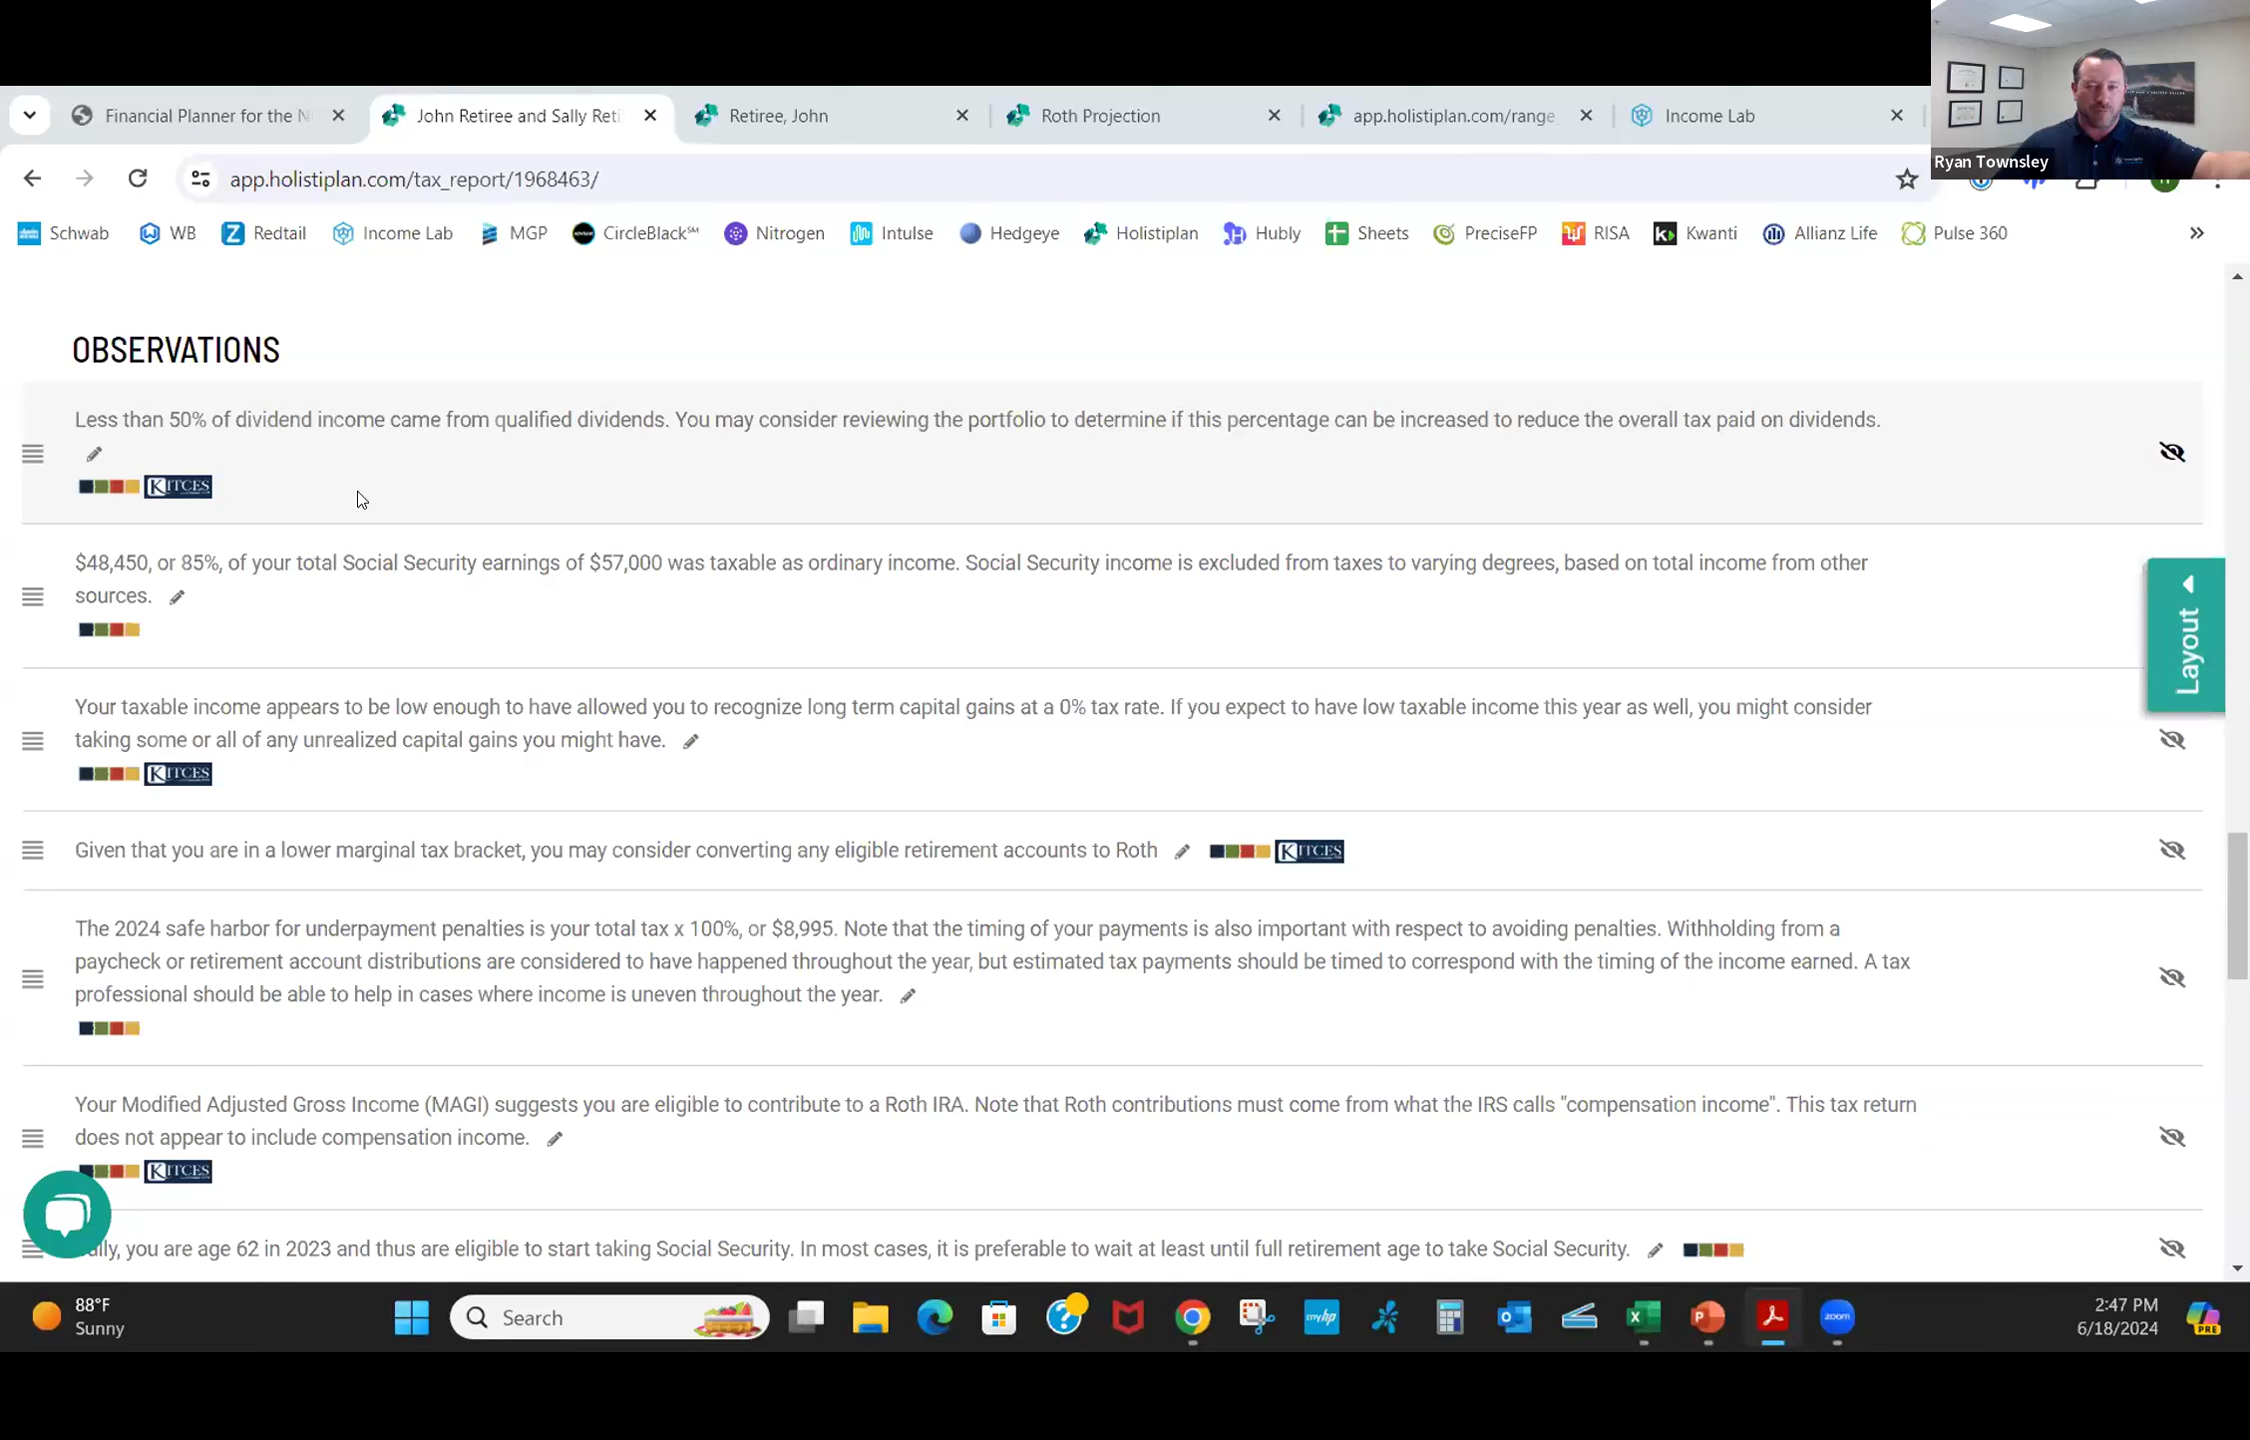 Financial Planner for the N
John Retiree and Sally Reti
Retiree, John
Roth Projection
app.holistiplan.com/range
Income Lab
Ryan Townsley
app.holistiplan.com/tax_report/1968463/
Schwab
WB
Redtail
Income Lab
MGP
CircleBlack℠
Nitrogen
Intulse
Hedgeye
Holistiplan
Hubly
Sheets
PreciseFP
RISA
Kwanti
Allianz Life
Pulse 360
OBSERVATIONS
Less than 50% of dividend income came from qualified dividends. You may consider reviewing the portfolio to determine if this percentage can be increased to reduce the overall tax paid on dividends.
KITCES
$48,450, or 85%, of your total Social Security earnings of $57,000 was taxable as ordinary income. Social Security income is excluded from taxes to varying degrees, based on total income from other
sources.
Layout
Your taxable income appears to be low enough to have allowed you to recognize long term capital gains at a 0% tax rate. If you expect to have low taxable income this year as well, you might consider
taking some or all of any unrealized capital gains you might have.
KITCES
Given that you are in a lower marginal tax bracket, you may consider converting any eligible retirement accounts to Roth KITCES
The 2024 safe harbor for underpayment penalties is your total tax x 100%, or $8,995. Note that the timing of your payments is also important with respect to avoiding penalties. Withholding from a
paycheck or retirement account distributions are considered to have happened throughout the year, but estimated tax payments should be timed to correspond with the timing of the income earned. A tax
professional should be able to help in cases where income is uneven throughout the year.
Your Modified Adjusted Gross Income (MAGI) suggests you are eligible to contribute to a Roth IRA. Note that Roth contributions must come from what the IRS calls "compensation income". This tax return
does not appear to include compensation income.
KITCES
ally, you are age 62 in 2023 and thus are eligible to start taking Social Security. In most cases, it is preferable to wait at least until full retirement age to take Social Security.
88°F
Sunny
Search
myhp
zoom
2:47 PM
6/18/2024
PRE